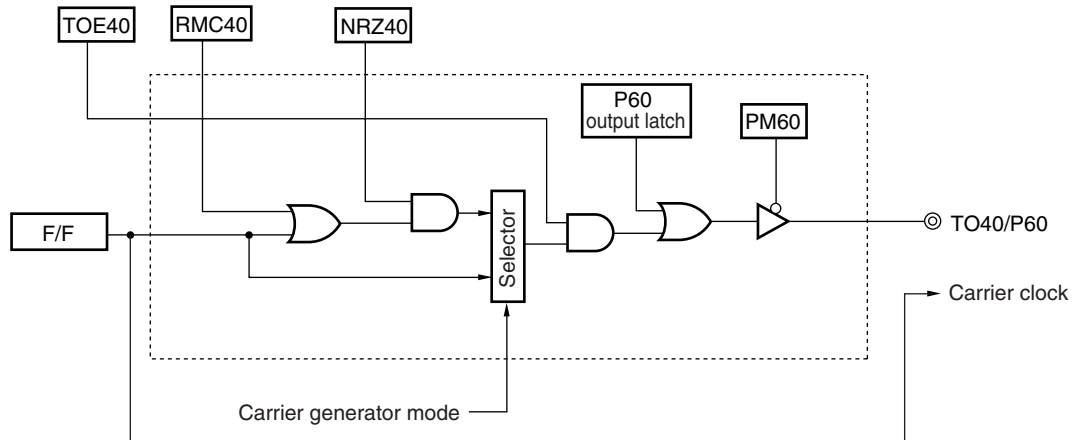 TOE40
RMC40
NRZ40
P60
output latch
PM60
F/F
Selector
TO40/P60
Carrier clock
Carrier generator mode